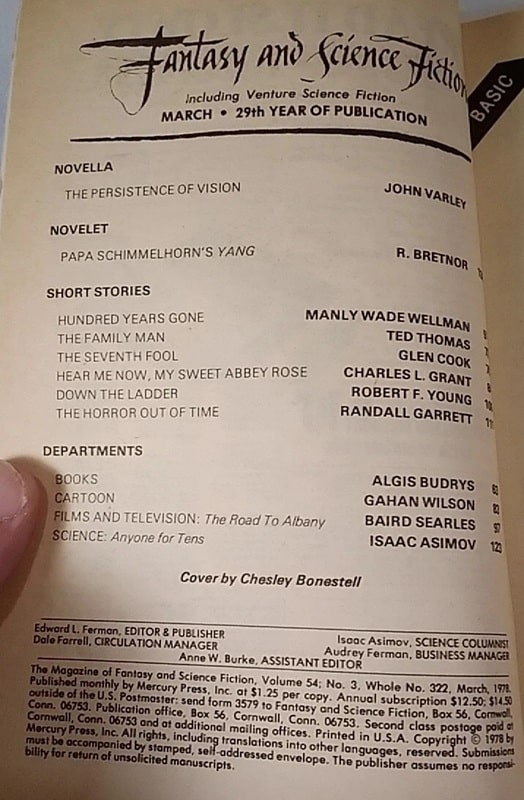 Fantasy and Science Fiction
Including Venture Science Fiction
MARCH • 29th YEAR OF PUBLICATION
BASIC
NOVELLA
THE PERSISTENCE OF VISION JOHN VARLEY
NOVELET
PAPA SCHIMMELHORN'S YANG R. BRETNOR
SHORT STORIES
HUNDRED YEARS GONE MANLY WADE WELLMAN
THE FAMILY MAN TED THOMAS
THE SEVENTH FOOL GLEN COOK
HEAR ME NOW, MY SWEET ABBEY ROSE CHARLES L. GRANT
DOWN THE LADDER ROBERT F. YOUNG
THE HORROR OUT OF TIME RANDALL GARRETT
DEPARTMENTS
BOOKS ALGIS BUDRYS 63
CARTOON GAHAN WILSON 83
FILMS AND TELEVISION: The Road To Albany BAIRD SEARLES 97
SCIENCE: Anyone for Tens ISAAC ASIMOV 123
Cover by Chesley Bonestell
Edward L. Ferman, EDITOR & PUBLISHER Isaac Asimov, SCIENCE COLUMNIST
Dale Farrell, CIRCULATION MANAGER Audrey Ferman, BUSINESS MANAGER
Anne W. Burke, ASSISTANT EDITOR
The Magazine of Fantasy and Science Fiction, Volume 54; No. 3, Whole No. 322, March, 1978.
Published monthly by Mercury Press, Inc. at $1.25 per copy. Annual subscription $12.50; $14.50
outside of the U.S. Postmaster: send form 3579 to Fantasy and Science Fiction, Box 56, Cornwall,
Conn. 06753. Publication office, Box 56, Cornwall, Conn. 06753. Second class postage paid at
Cornwall, Conn. 06753 and at additional mailing offices. Printed in U.S.A. Copyright © 1978 by
Mercury Press, Inc. All rights, including translations into other languages, reserved. Submissions
must be accompanied by stamped, self-addressed envelope. The publisher assumes no responsi-
bility for return of unsolicited manuscripts.